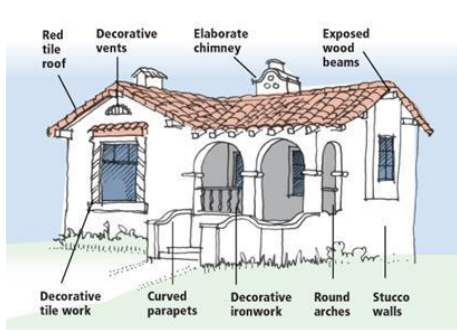 Red
tile
roof
Decorative
vents
Elaborate
chimney
Exposed
wood
beams
Decorative
tile work
Curved
parapets
Decorative
ironwork
Round
arches
Stucco
walls